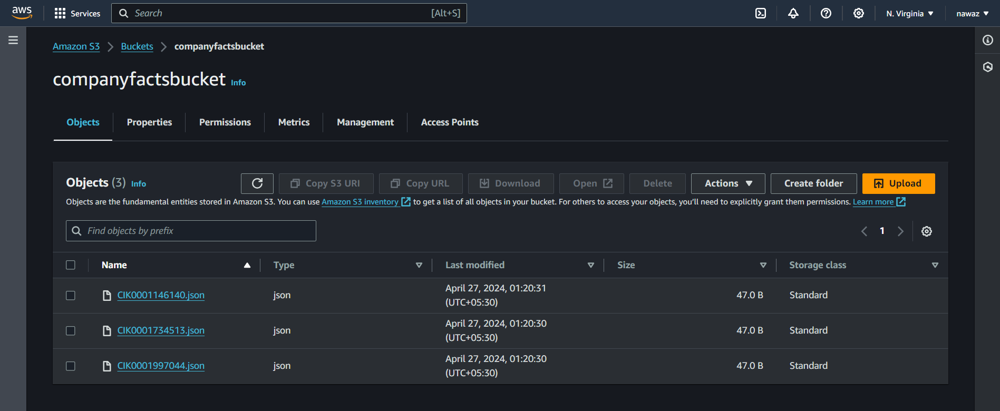 aws Services Search [Alt+S] N. Virginia nawaz
Amazon S3 Buckets companyfactsbucket
companyfactsbucket Info
Objects Properties Permissions Metrics Management Access Points
Objects (3) Info Copy S3 URI Copy URL Download Open Delete Actions Create folder Upload
Objects are the fundamental entities stored in Amazon S3. You can use Amazon S3 inventory to get a list of all objects in your bucket. For others to access your objects, you'll need to explicitly grant them permissions. Learn more
Find objects by prefix 1
Name Type Last modified Size Storage class
CIK0001146140.json json April 27, 2024, 01:20:31 (UTC+05:30) 47.0 B Standard
CIK0001734513.json json April 27, 2024, 01:20:30 (UTC+05:30) 47.0 B Standard
CIK0001997044.json json April 27, 2024, 01:20:30 (UTC+05:30) 47.0 B Standard